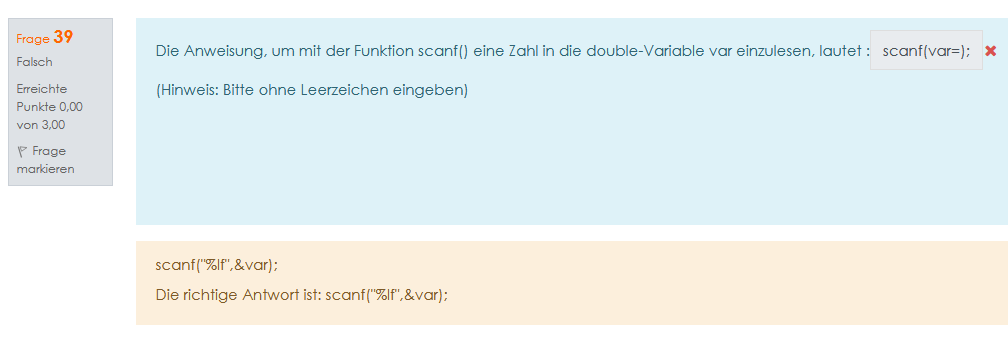 Frage 39
Falsch
Erreichte
Punkte 0,00
von 3,00
Frage
markieren
Die Anweisung, um mit der Funktion scanf() eine Zahl in die double-Variable var einzulesen, lautet : scanf(var=);
(Hinweis: Bitte ohne Leerzeichen eingeben)
scanf("%lf",&var);
Die richtige Antwort ist: scanf("%lf",&var);